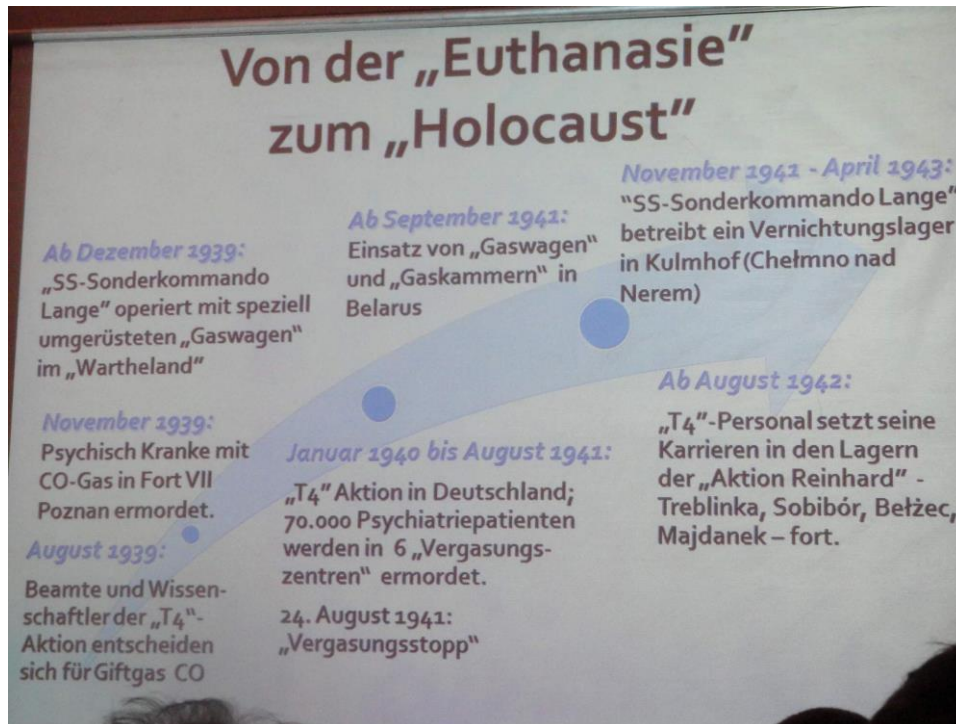 Von der „Euthanasie”
zum „Holocaust”
August 1939:
Beamte und Wissen-
schaftler der „T4“-
Aktion entscheiden
sich für Giftgas CO
November 1939:
Psychisch Kranke mit
CO-Gas in Fort VII
Poznan ermordet.
Ab Dezember 1939:
„SS-Sonderkommando
Lange” operiert mit speziell
umgerüsteten „Gaswagen“
im „Wartheland”
Januar 1940 bis August 1941:
„T4” Aktion in Deutschland;
70.000 Psychiatriepatienten
werden in 6 „Vergasungs-
zentren“ ermordet.
24. August 1941:
„Vergasungsstopp“
Ab September 1941:
Einsatz von „Gaswagen“
und „Gaskammern“ in
Belarus
November 1941 - April 1943:
“SS-Sonderkommando Lange”
betreibt ein Vernichtungslager
in Kulmhof (Chełmno nad
Nerem)
Ab August 1942:
„T4”-Personal setzt seine
Karrieren in den Lagern
der „Aktion Reinhard” -
Treblinka, Sobibór, Bełżec,
Majdanek – fort.